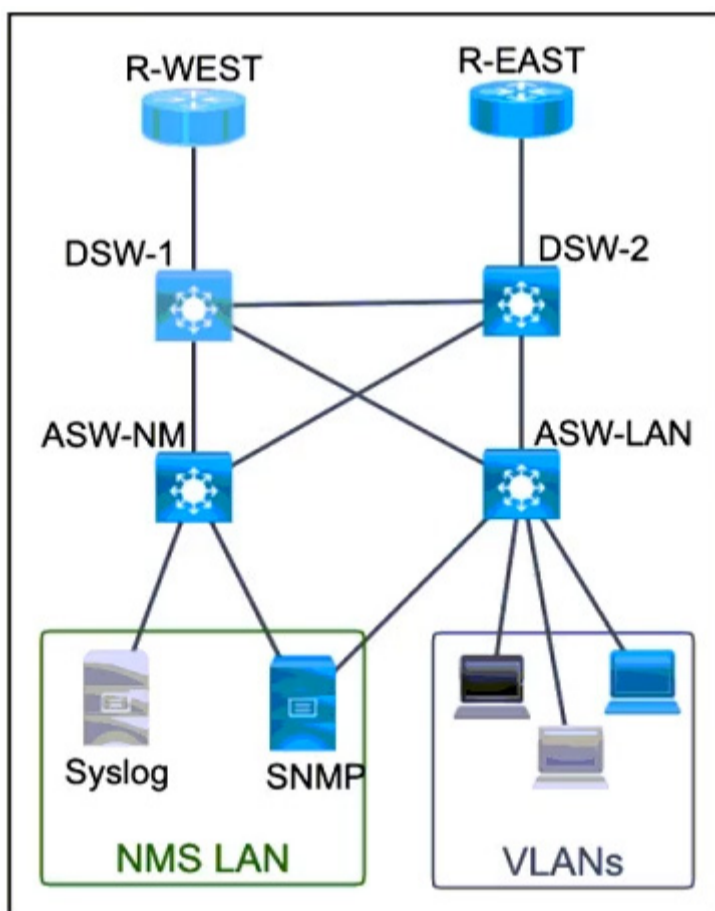 R-WEST
R-EAST
DSW-1
DSW-2
ASW-NM
ASW-LAN
Syslog
SNMP
NMS LAN
VLANs